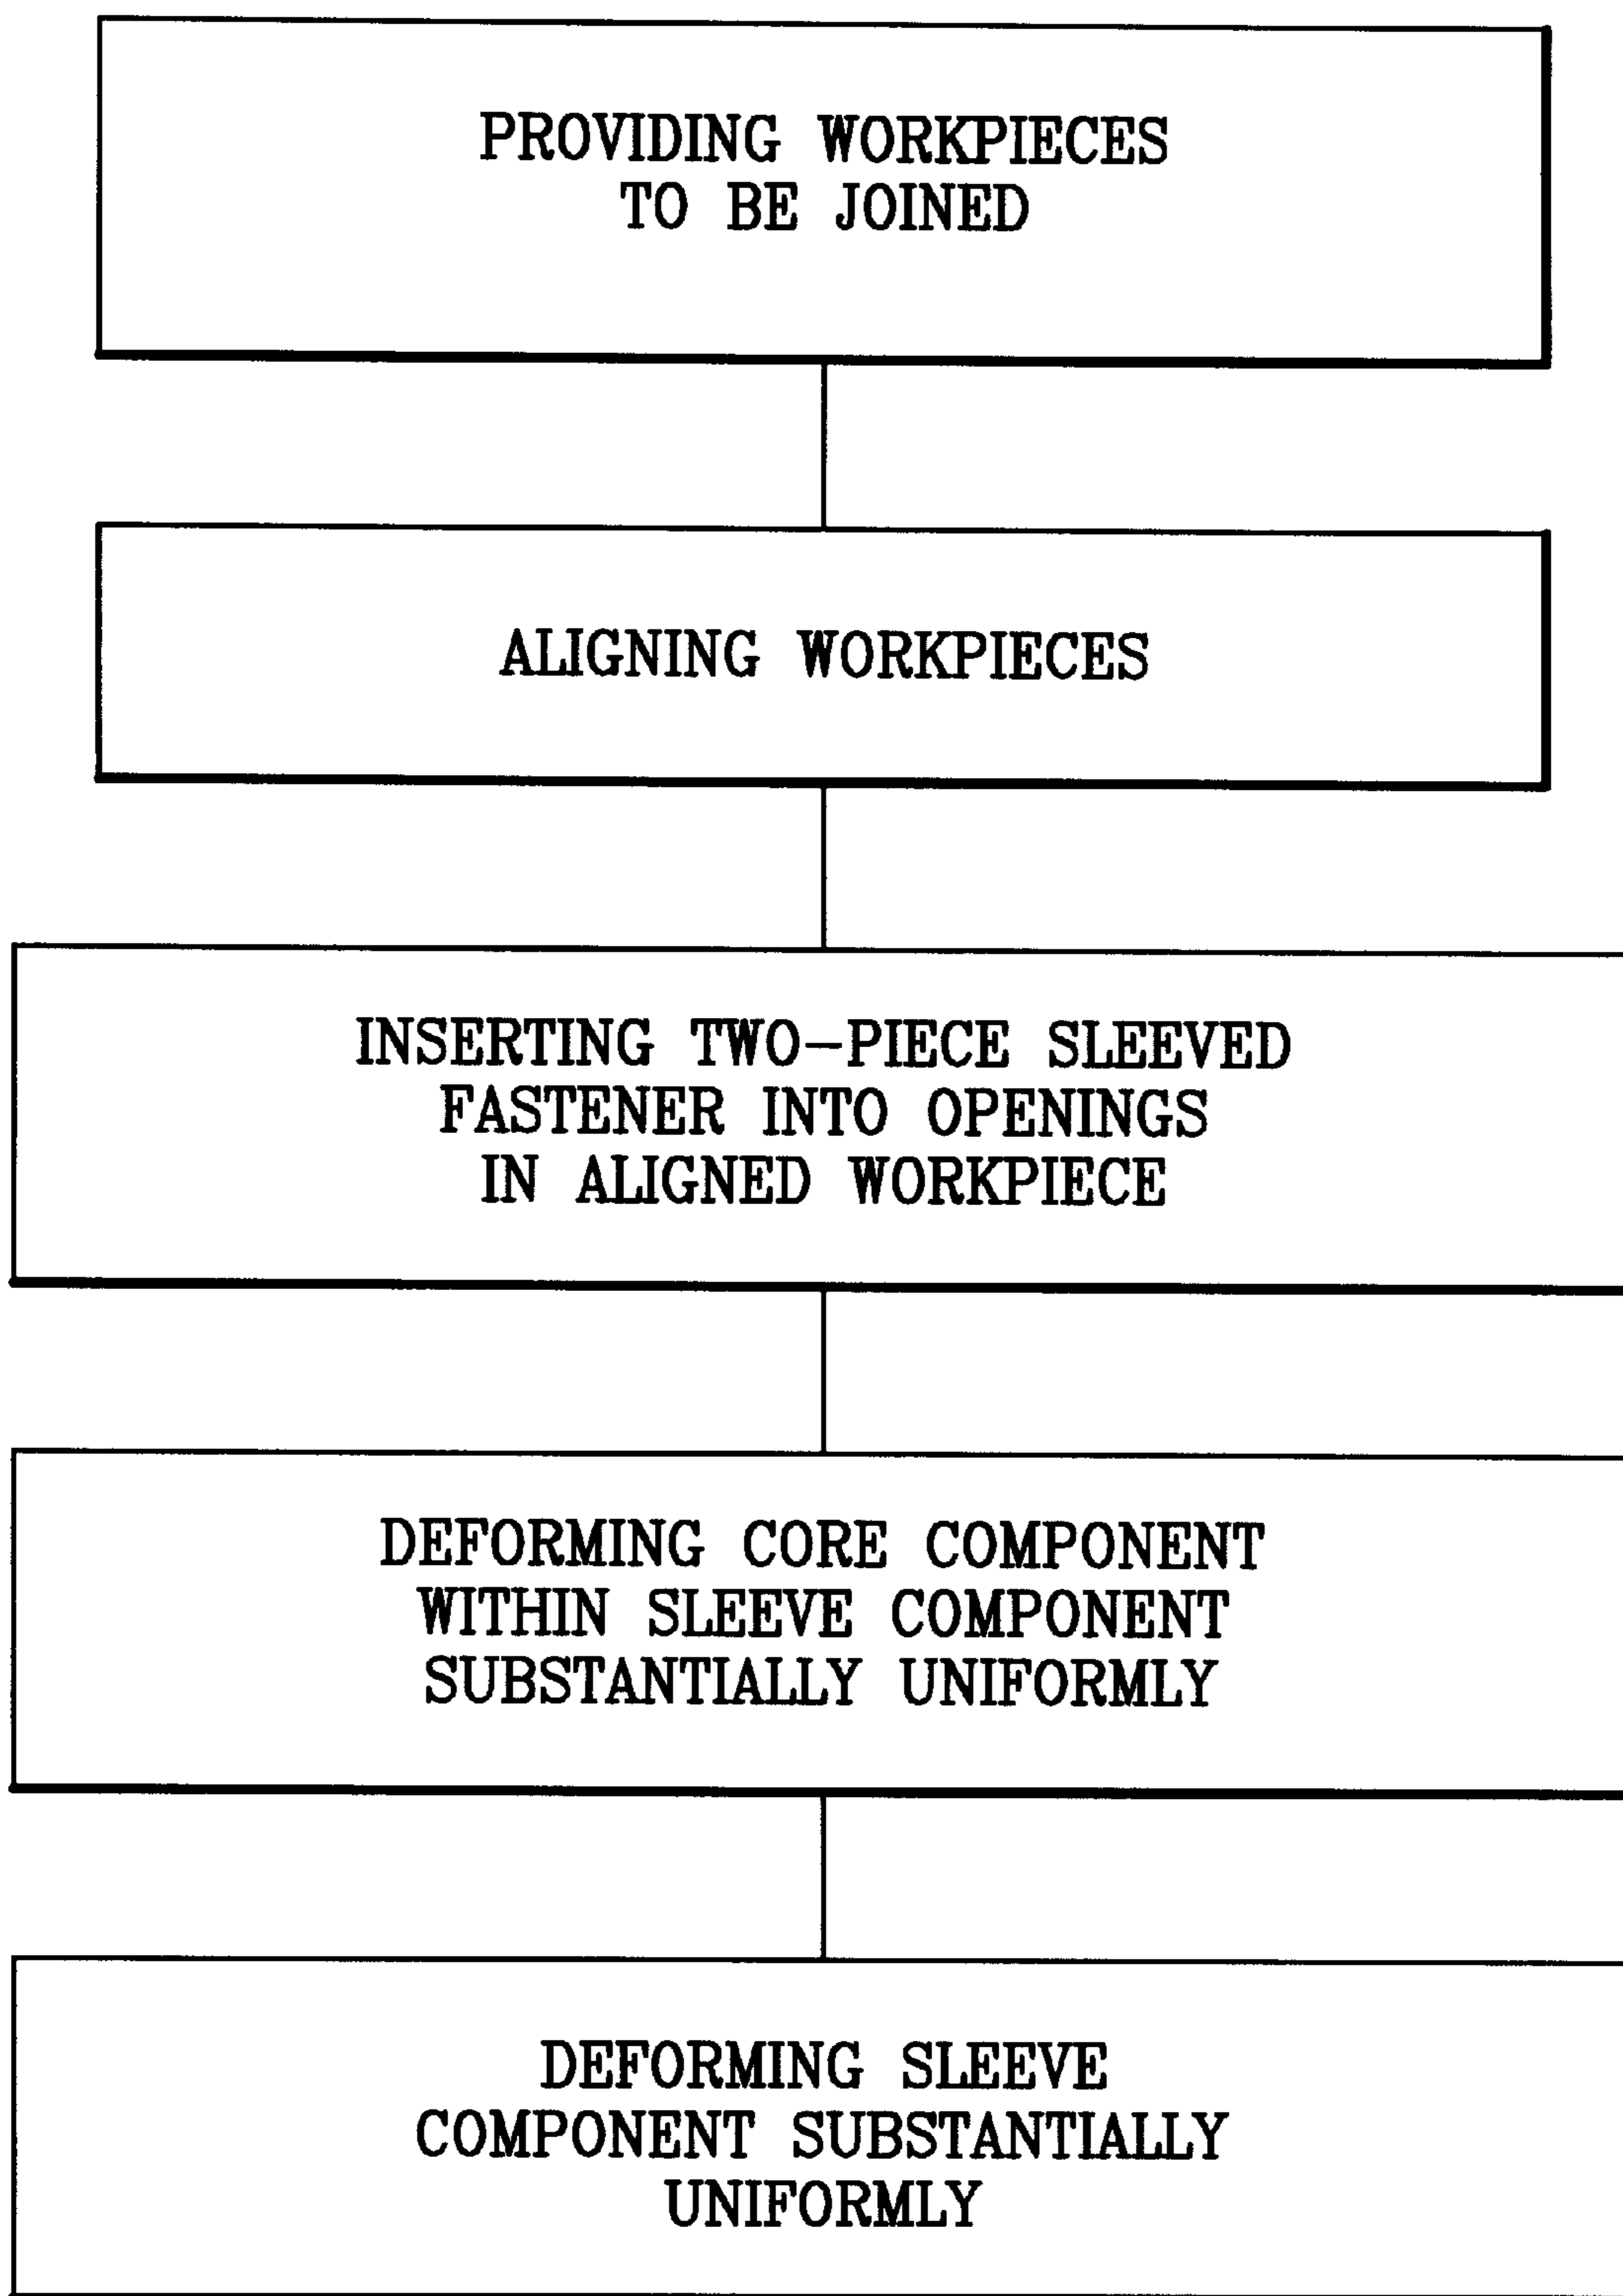 PROVIDING WORKPIECES
TO BE JOINED
ALIGNING WORKPIECES
INSERTING TWO-PIECE SLEEVED
FASTENER INTO OPENINGS
IN ALIGNED WORKPIECE
DEFORMING CORE COMPONENT
WITHIN SLEEVE COMPONENT
SUBSTANTIALLY UNIFORMLY
DEFORMING SLEEVE
COMPONENT SUBSTANTIALLY
UNIFORMLY